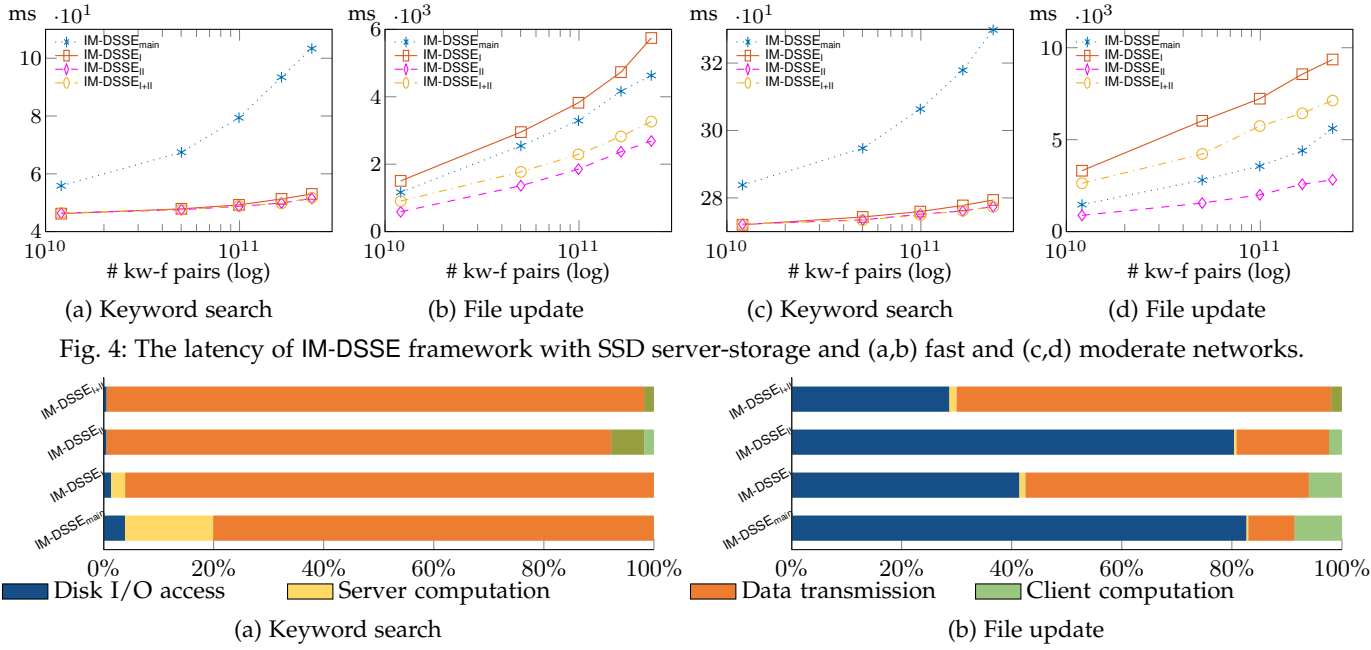 ms ·10^1
10
8
6
4
IM-DSSE_main
IM-DSSE_I
IM-DSSE_II
IM-DSSE_I+II
10^10 10^11
# kw-f pairs (log)
(a) Keyword search
ms ·10^3
6
4
2
0
IM-DSSE_main
IM-DSSE_I
IM-DSSE_II
IM-DSSE_I+II
10^10 10^11
# kw-f pairs (log)
(b) File update
ms ·10^1
32
30
28
IM-DSSE_main
IM-DSSE_I
IM-DSSE_II
IM-DSSE_I+II
10^10 10^11
# kw-f pairs (log)
(c) Keyword search
ms ·10^3
10
5
0
IM-DSSE_main
IM-DSSE_I
IM-DSSE_II
IM-DSSE_I+II
10^10 10^11
# kw-f pairs (log)
(d) File update
Fig. 4: The latency of IM-DSSE framework with SSD server-storage and (a,b) fast and (c,d) moderate networks.
IM-DSSE_I+II
IM-DSSE_II
IM-DSSE_I
IM-DSSE_main
0% 20% 40% 60% 80% 100%
IM-DSSE_I+II
IM-DSSE_II
IM-DSSE_I
IM-DSSE_main
0% 20% 40% 60% 80% 100%
Disk I/O access Server computation Data transmission Client computation
(a) Keyword search
(b) File update